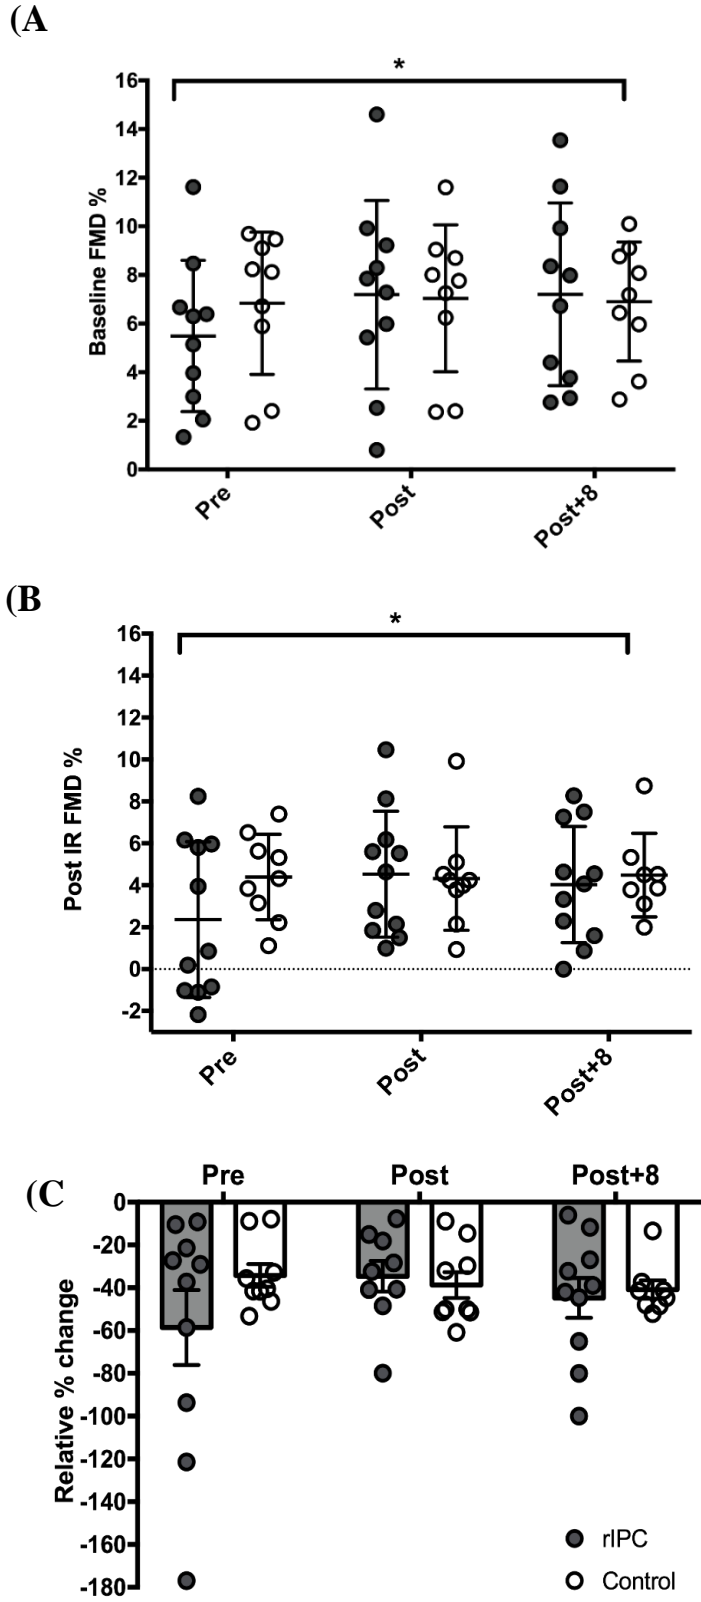 (A
*
16
14
12
10
8
6
4
2
0
Baseline FMD %
Pre
Post
Post+8
(B
*
16
14
12
10
8
6
4
2
0
-2
Post IR FMD %
Pre
Post
Post+8
(C
Pre
Post
Post+8
0
-20
-40
-60
-80
-100
-120
-140
-160
-180
Relative % change
rIPC
Control